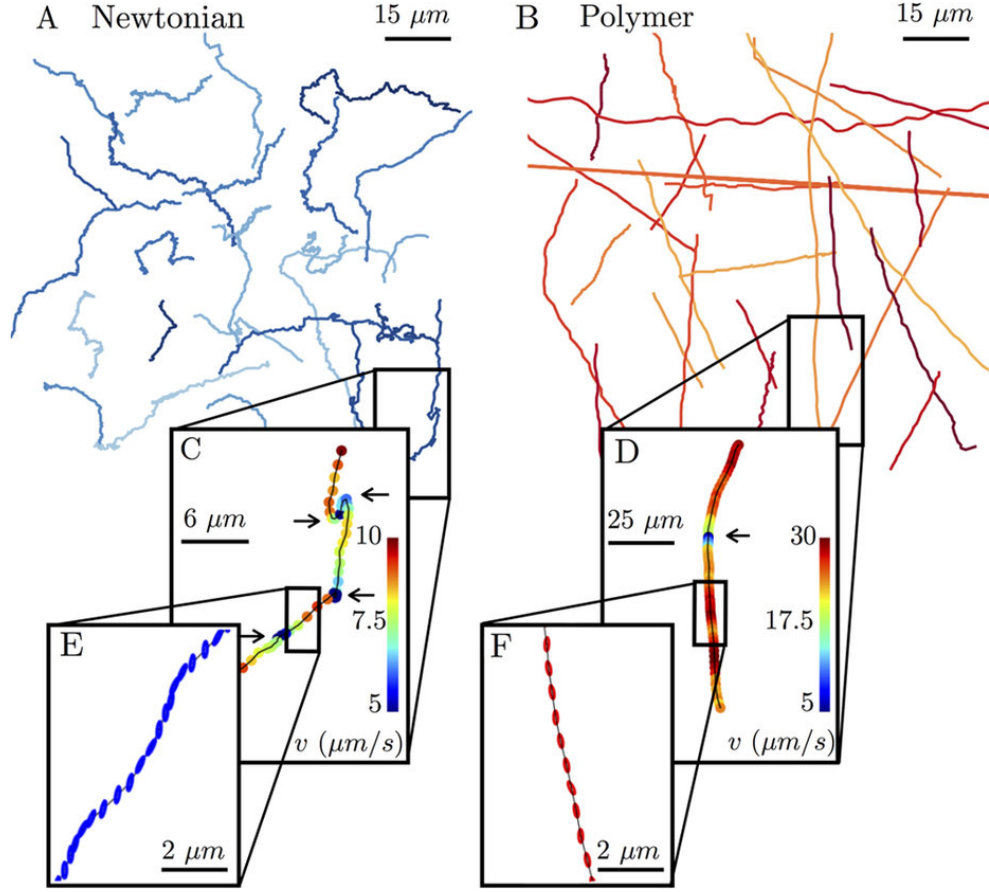 A Newtonian 15 μm
B Polymer 15 μm
C
6 μm
10
7.5
5
v (μm/s)
D
25 μm
30
17.5
5
v (μm/s)
E
2 μm
F
2 μm